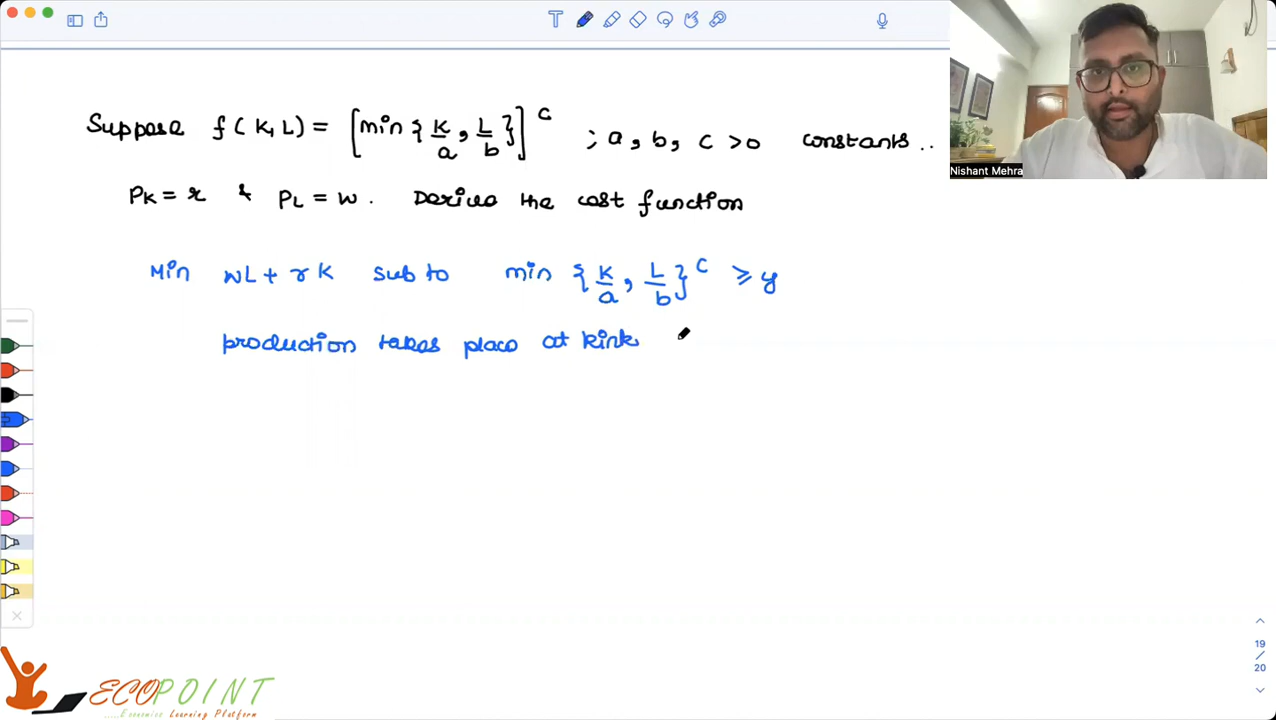 Nishant Mehra
Suppose f(K,L) = [min{K/a, L/b}]^c ; a, b, c >0 constants..
PK = r & PL = w. Derive the cost function
Min wL + rK sub to min {K/a, L/b}^c ≥ y
production takes place at kink
19
/
20
ECOPOINT
....Economics Learning Platform